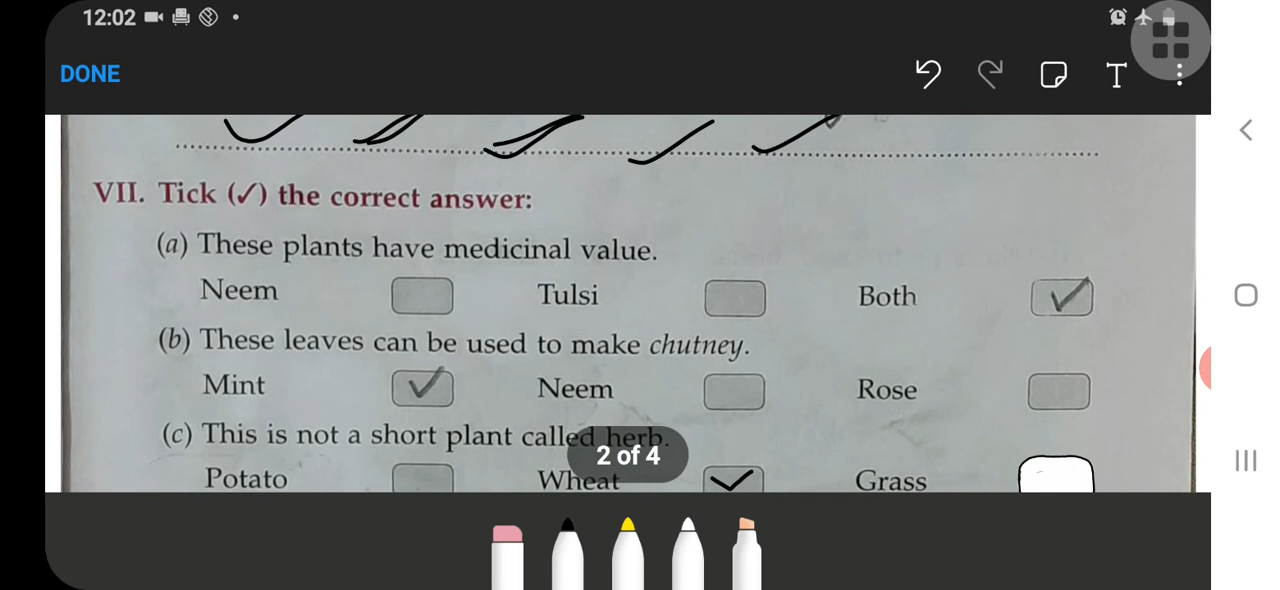 12:02
DONE
T
VII. Tick (✓) the correct answer:
(a) These plants have medicinal value.
Neem Tulsi Both ✓
(b) These leaves can be used to make chutney.
Mint ✓ Neem Rose
(c) This is not a short plant called herb.
2 of 4
Potato Wheat ✓ Grass